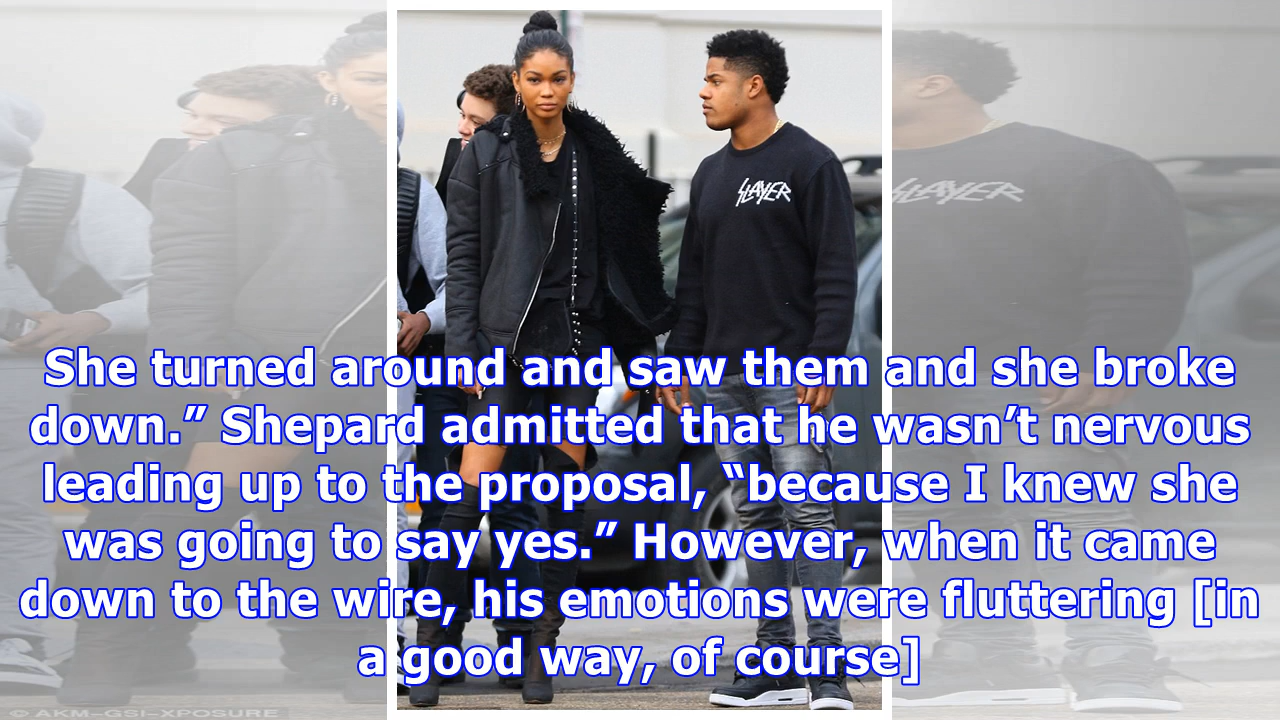 SLAYER
SLAYER
She turned around and saw them and she broke
down.” Shepard admitted that he wasn’t nervous
leading up to the proposal, “because I knew she
was going to say yes.” However, when it came
down to the wire, his emotions were fluttering [in
a good way, of course]
© AKM-GSI-XPOSURE